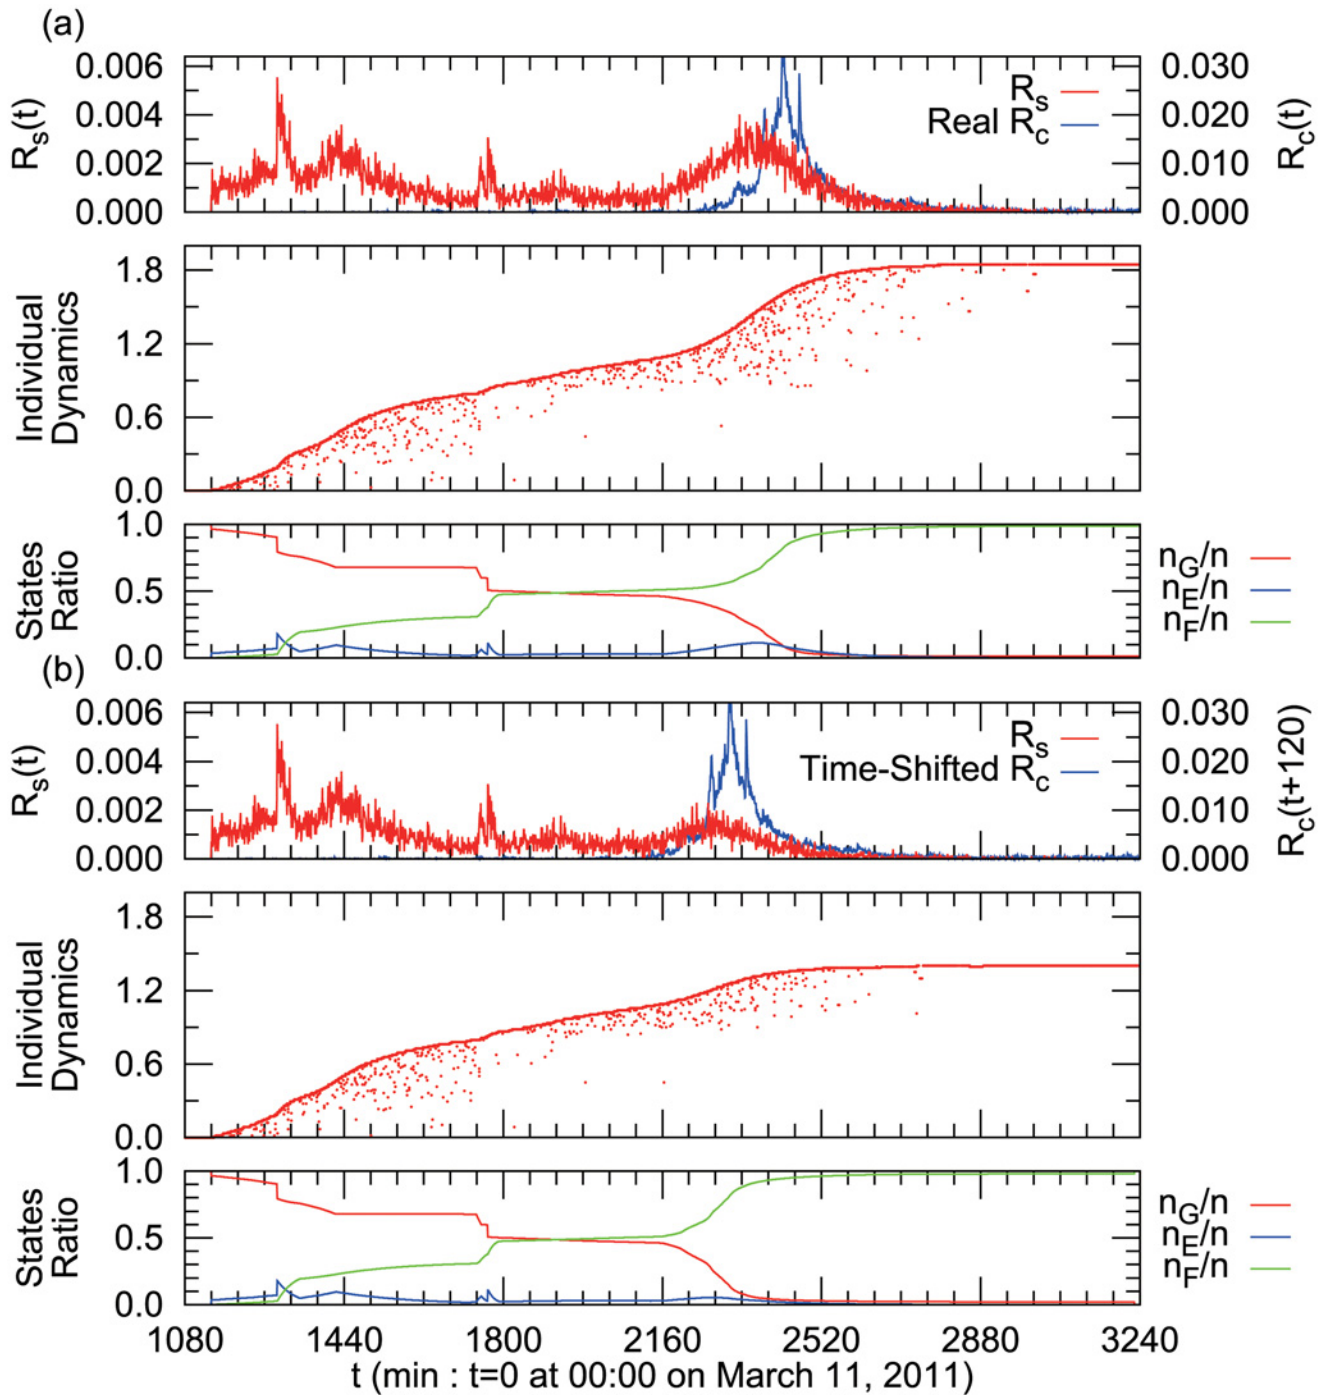 (a)
0.006
0.004
0.002
0.000
R_s(t)
R_s
Real R_c
0.030
0.020
0.010
0.000
R_c(t)
1.8
1.2
0.6
0.0
Individual
Dynamics
1.0
0.5
0.0
States
Ratio
n_G/n
n_E/n
n_F/n
(b)
0.006
0.004
0.002
0.000
R_s(t)
R_s
Time-Shifted R_c
0.030
0.020
0.010
0.000
R_c(t+120)
1.8
1.2
0.6
0.0
Individual
Dynamics
1.0
0.5
0.0
States
Ratio
n_G/n
n_E/n
n_F/n
1080 1440 1800 2160 2520 2880 3240
t (min : t=0 at 00:00 on March 11, 2011)